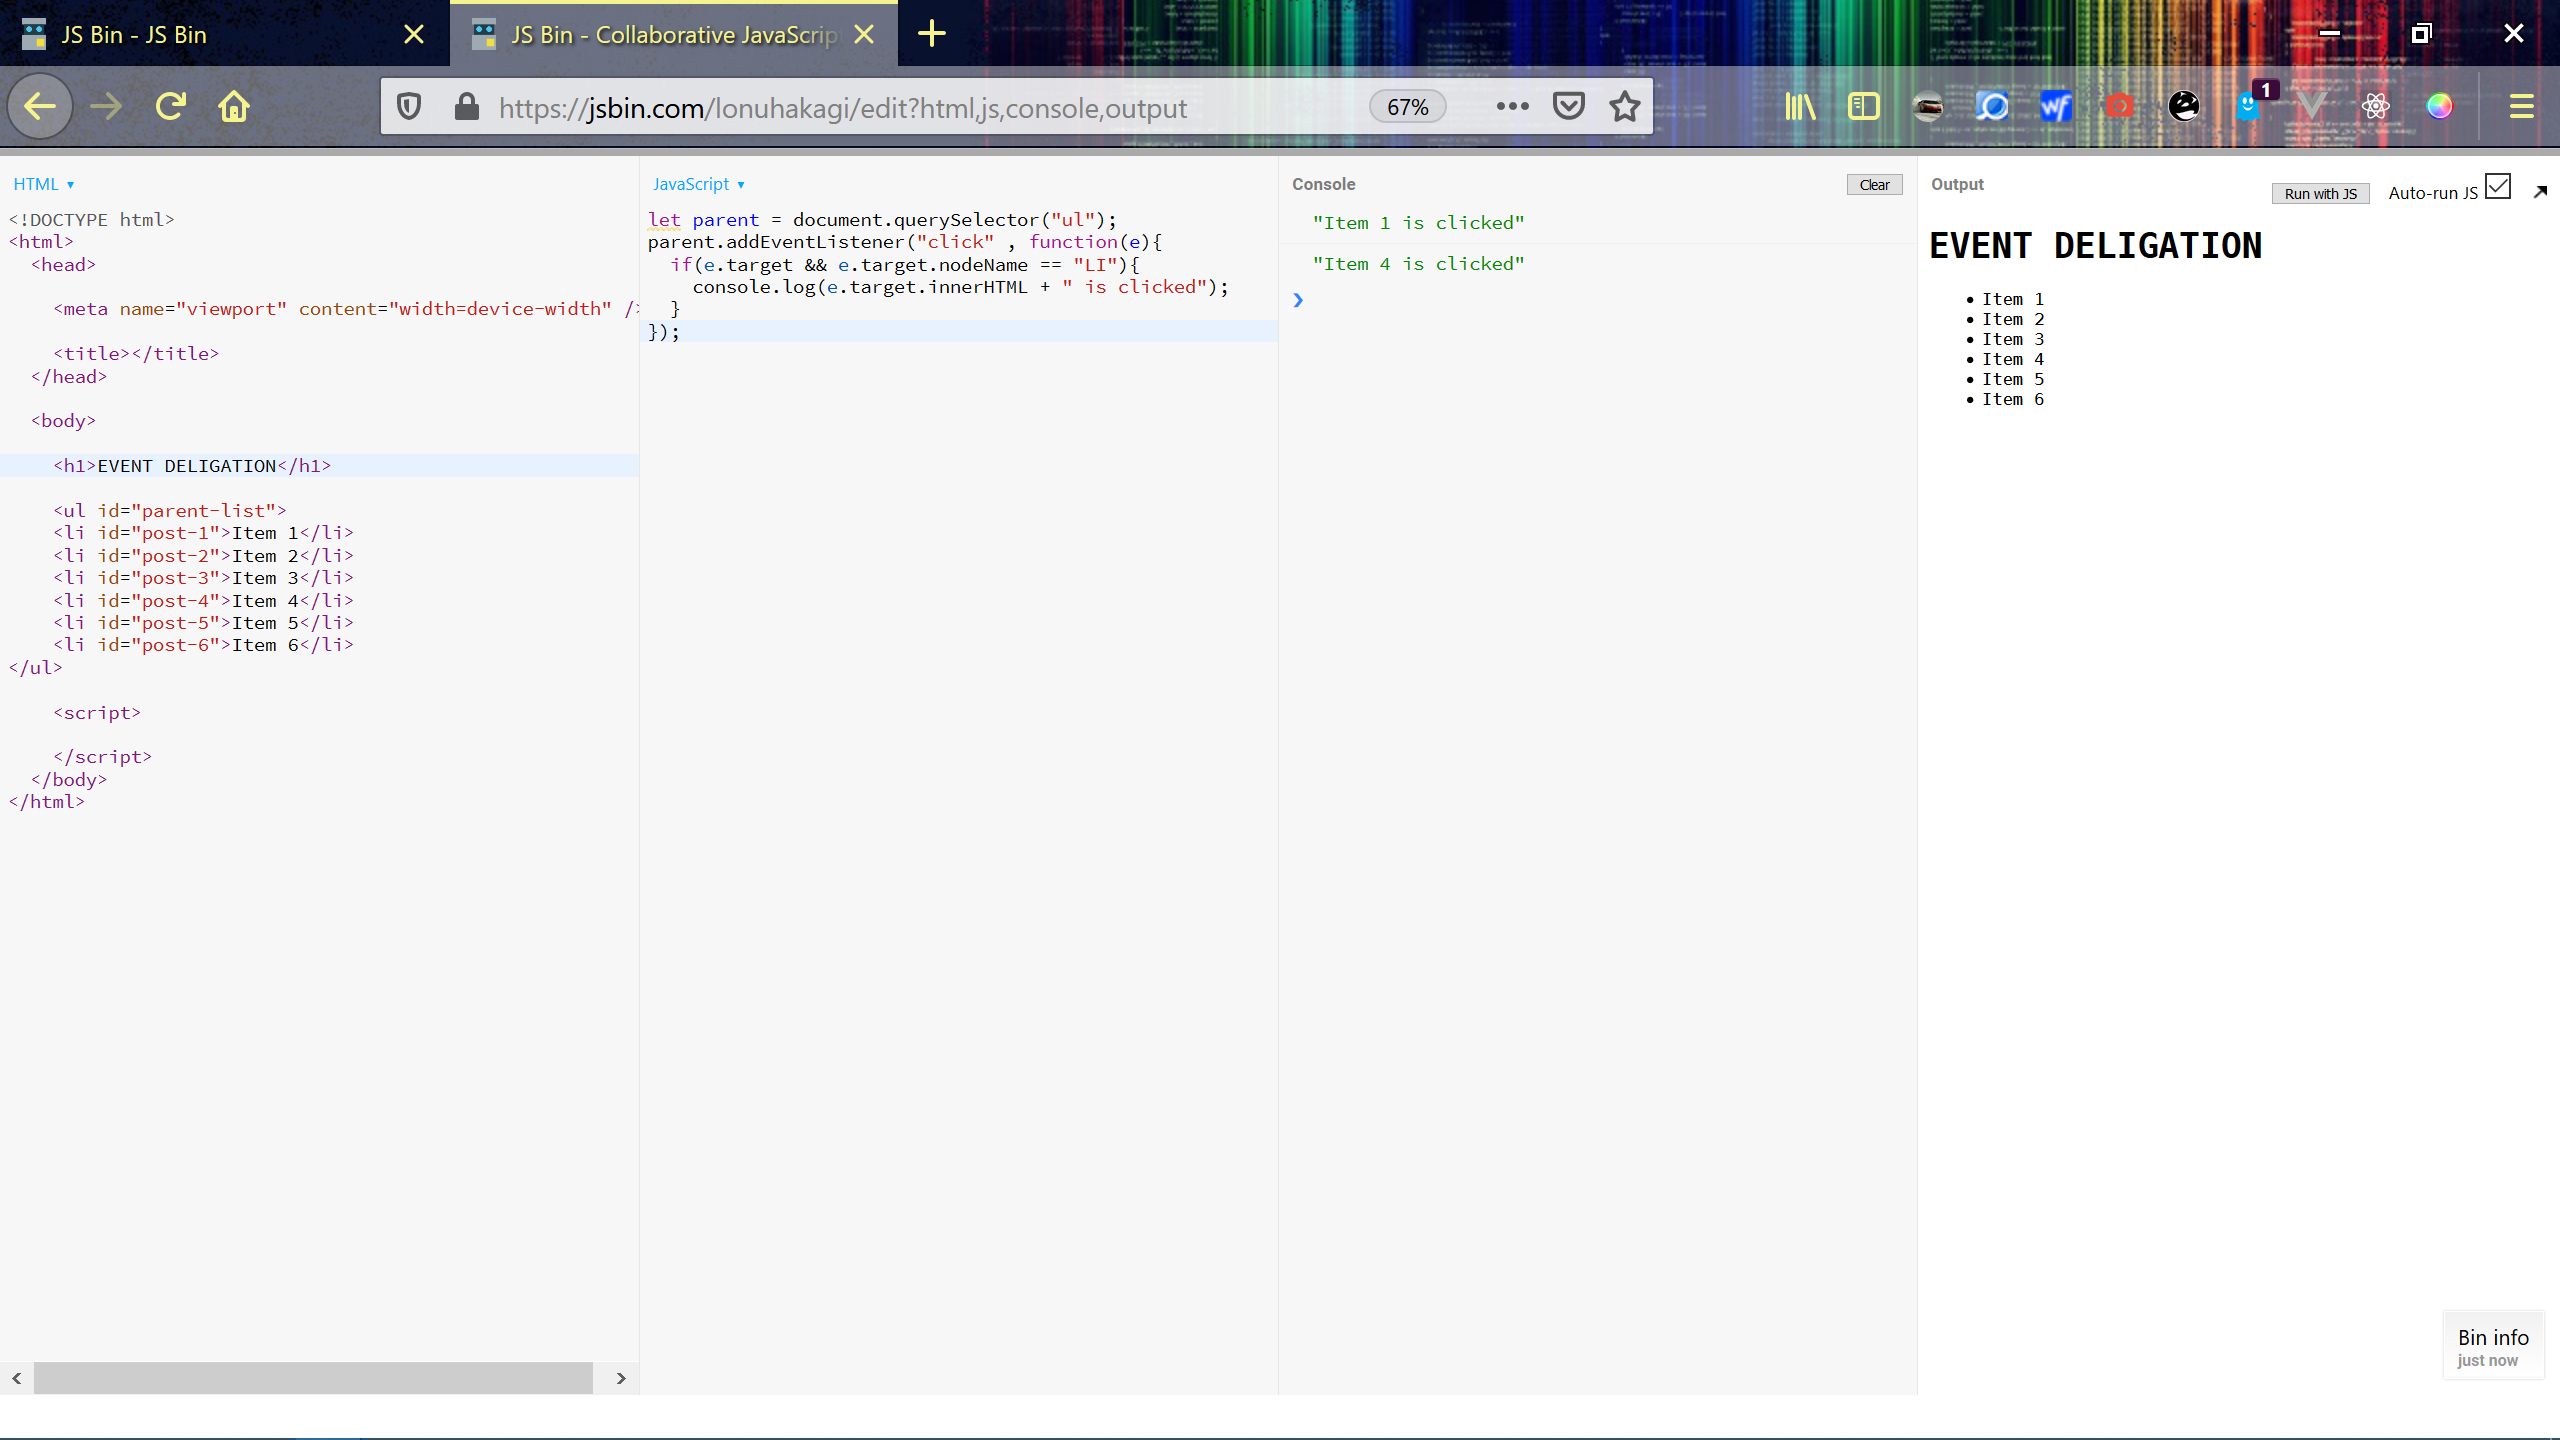 JS Bin - JS Bin
JS Bin - Collaborative JavaScrip
https://jsbin.com/lonuhakagi/edit?html,js,console,output
67%
1
HTML
<!DOCTYPE html>
<html>
<head>
<meta name="viewport" content="width=device-width" />
<title></title>
</head>
<body>
<h1>EVENT DELIGATION</h1>
<ul id="parent-list">
<li id="post-1">Item 1</li>
<li id="post-2">Item 2</li>
<li id="post-3">Item 3</li>
<li id="post-4">Item 4</li>
<li id="post-5">Item 5</li>
<li id="post-6">Item 6</li>
</ul>
<script>
</script>
</body>
</html>
JavaScript
let parent = document.querySelector("ul");
parent.addEventListener("click" , function(e){
if(e.target && e.target.nodeName == "LI"){
console.log(e.target.innerHTML + " is clicked");
}
});
Console
Clear
"Item 1 is clicked"
"Item 4 is clicked"
Output
Run with JS
Auto-run JS
EVENT DELIGATION
Item 1
Item 2
Item 3
Item 4
Item 5
Item 6
Bin info
just now